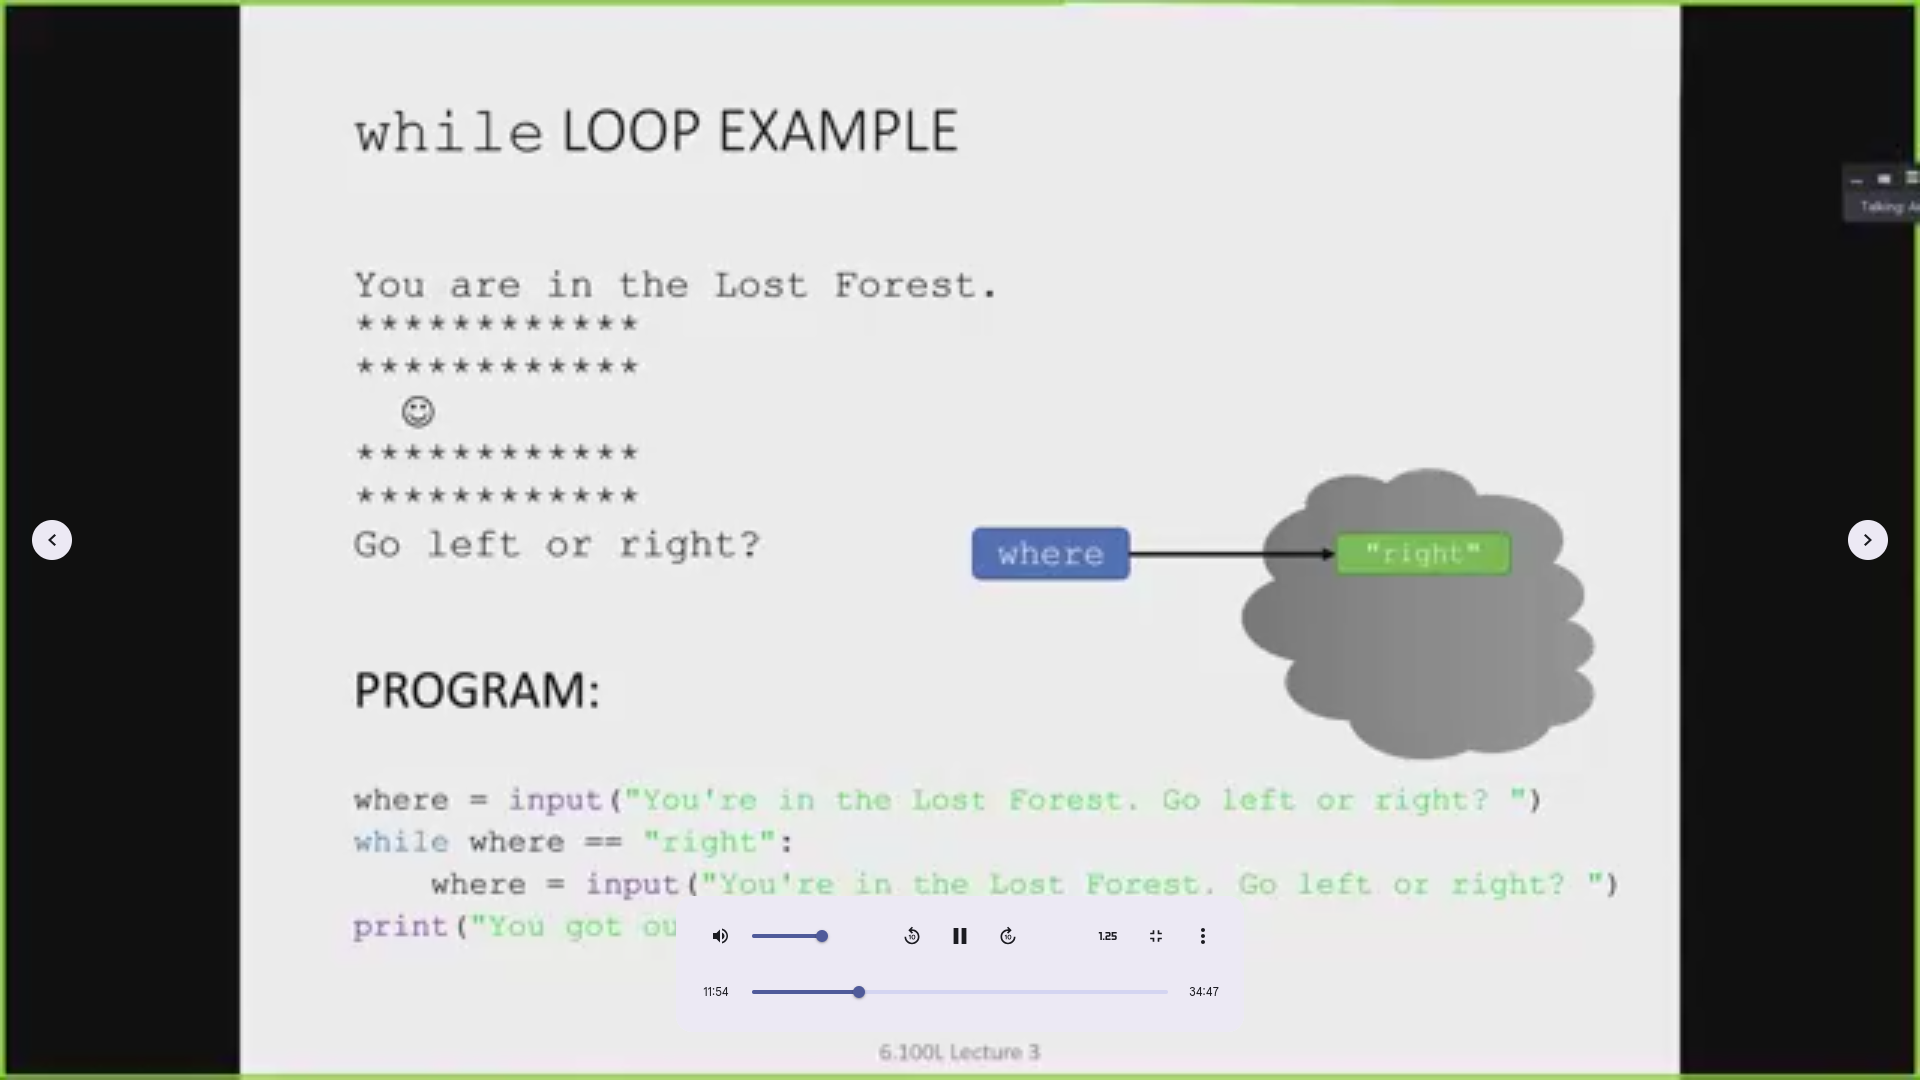 while LOOP EXAMPLE
Talking:
You are in the Lost Forest.
************
************
☺
************
************
Go left or right?
where
"right"
PROGRAM:
where = input("You're in the Lost Forest. Go left or right? ")
while where == "right":
    where = input("You're in the Lost Forest. Go left or right? ")
print("You got ou
10
10
1.25
11:54
34:47
6.100L Lecture 3